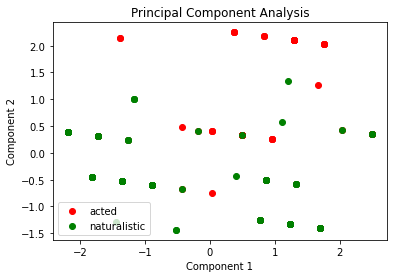 Principal Component Analysis
Component 2
2.0
1.5
1.0
0.5
0.0
−0.5
−1.0
−1.5
acted
naturalistic
−2
−1
0
1
2
Component 1